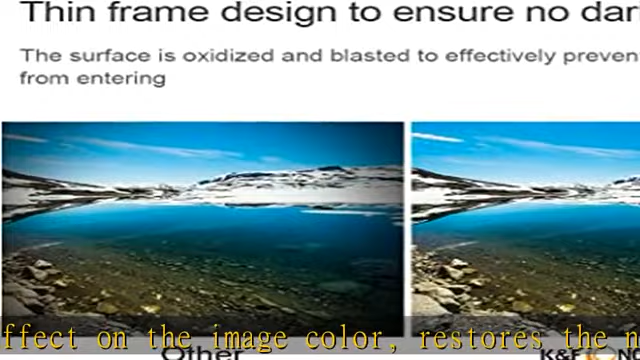 Thin frame design to ensure no dar
The surface is oxidized and blasted to effectively preven
from entering
ffect on the image color, restores the n
Other
K&F